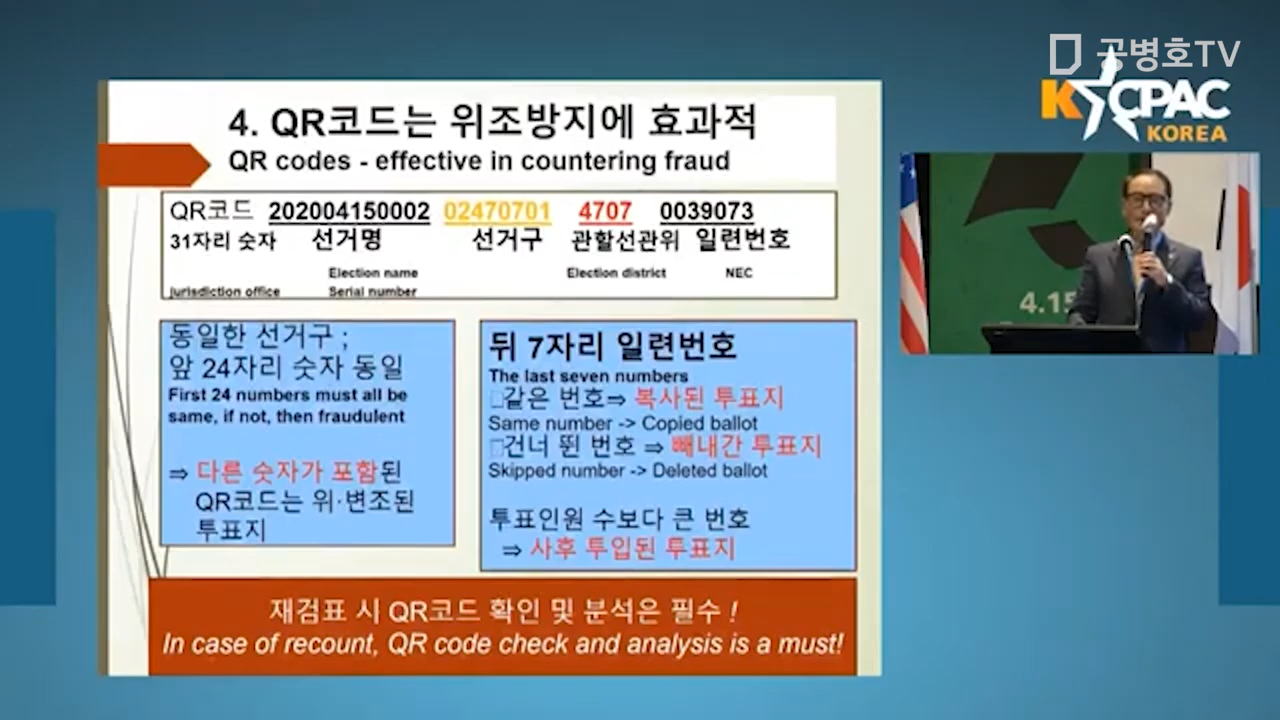 공병호TV
K CPAC
KOREA
4. QR코드는 위조방지에 효과적
QR codes - effective in countering fraud
QR코드 202004150002 02470701 4707 0039073
31자리 숫자 선거명 선거구 관할선관위 일련번호
Election name Election district NEC
jurisdiction office Serial number
동일한 선거구 ;
앞 24자리 숫자 동일
First 24 numbers must all be
same, if not, then fraudulent
⇒ 다른 숫자가 포함된
QR코드는 위·변조된
투표지
뒤 7자리 일련번호
The last seven numbers
□같은 번호⇒ 복사된 투표지
Same number -> Copied ballot
□건너 뛴 번호 ⇒ 빼내간 투표지
Skipped number -> Deleted ballot
투표인원 수보다 큰 번호
⇒ 사후 투입된 투표지
재검표 시 QR코드 확인 및 분석은 필수 !
In case of recount, QR code check and analysis is a must!
4.15